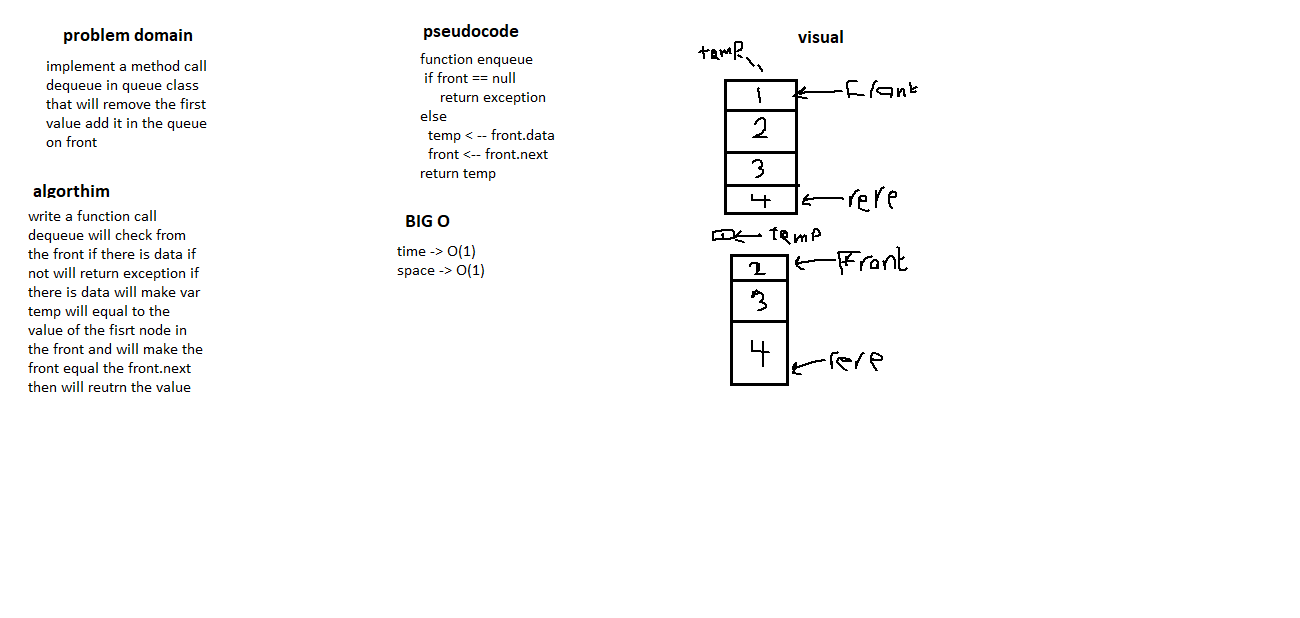 problem domain
implement a method call
dequeue in queue class
that will remove the first
value add it in the queue
on front
algorthim
write a function call
dequeue will check from
the front if there is data if
not will return exception if
there is data will make var
temp will equal to the
value of the fisrt node in
the front and will make the
front equal the front.next
then will reutrn the value
pseudocode
function enqueue
if front == null
return exception
else
temp < -- front.data
front <-- front.next
return temp
BIG O
time -> O(1)
space -> O(1)
visual
temp
1
Front
2
3
4
rere
1
temp
2
Front
3
4
rere